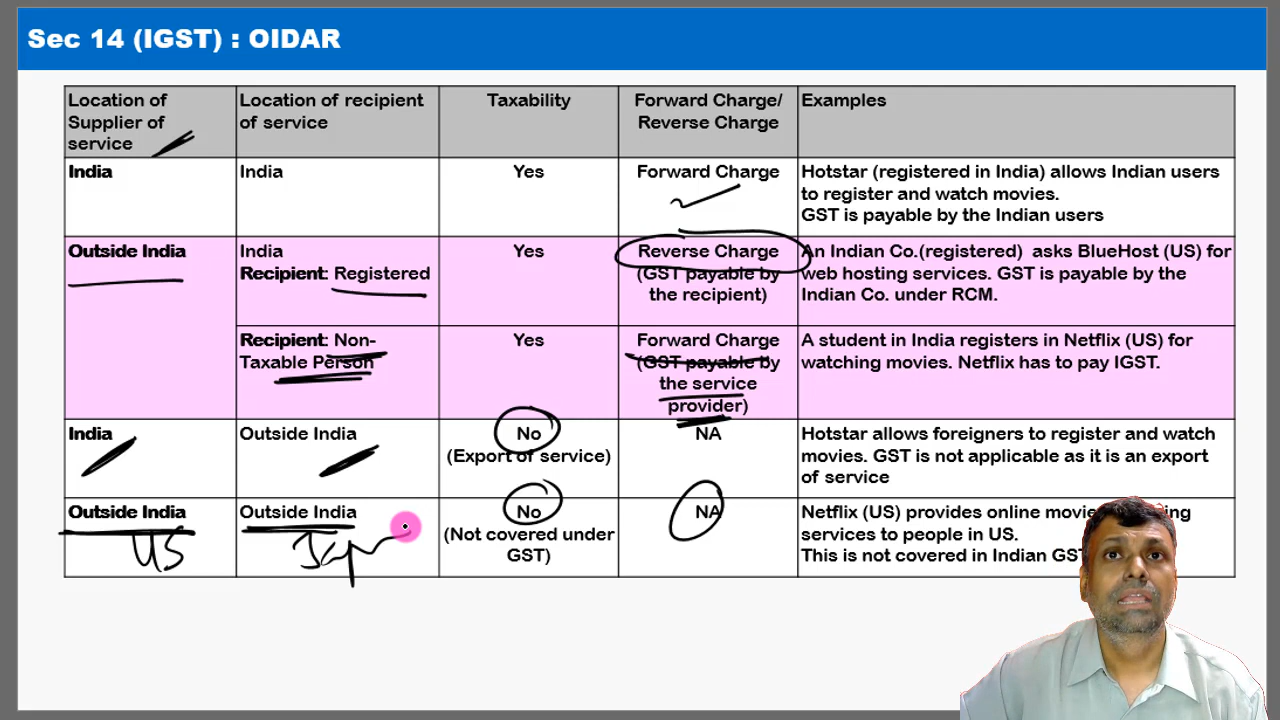 Sec 14 (IGST) : OIDAR
Location of
Supplier of
service
Location of recipient
of service
Taxability
Forward Charge/
Reverse Charge
Examples
India
India
Yes
Forward Charge
Hotstar (registered in India) allows Indian users
to register and watch movies.
GST is payable by the Indian users
Outside India
India
Recipient: Registered
Yes
Reverse Charge
(GST payable by
the recipient)
An Indian Co.(registered) asks BlueHost (US) for
web hosting services. GST is payable by the
Indian Co. under RCM.
Recipient: Non-
Taxable Person
Yes
Forward Charge
(GST payable by
the service
provider)
A student in India registers in Netflix (US) for
watching movies. Netflix has to pay IGST.
India
Outside India
No
(Export of service)
NA
Hotstar allows foreigners to register and watch
movies. GST is not applicable as it is an export
of service
Outside India
US
Outside India
No
(Not covered under
GST)
NA
Netflix (US) provides online
services to people in US.
This is not covered in Indian GST